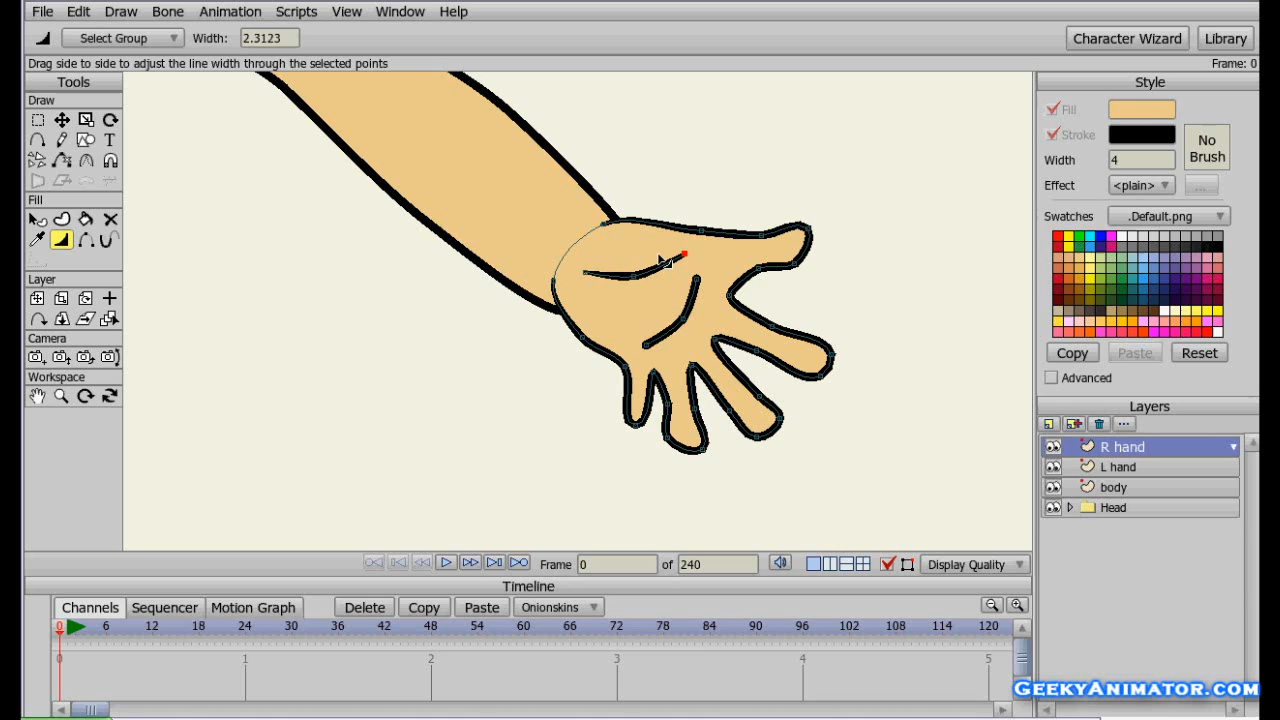 File Edit Draw Bone Animation Scripts View Window Help
Select Group Width: 2.3123 Character Wizard Library
Drag side to side to adjust the line width through the selected points Frame: 0
Tools
Draw
T
Fill
Layer
Camera
Workspace
Style
Fill
Stroke
No Brush
Width 4
Effect <plain> ...
Swatches .Default.png
Copy Paste Reset
Advanced
Layers
...
R hand
L hand
body
Head
Frame 0 of 240 Display Quality
Timeline
Channels Sequencer Motion Graph Delete Copy Paste Onionskins
0 6 12 18 24 30 36 42 48 54 60 66 72 78 84 90 96 102 108 114 120
0 1 2 3 4 5
GeekyAnimator.com